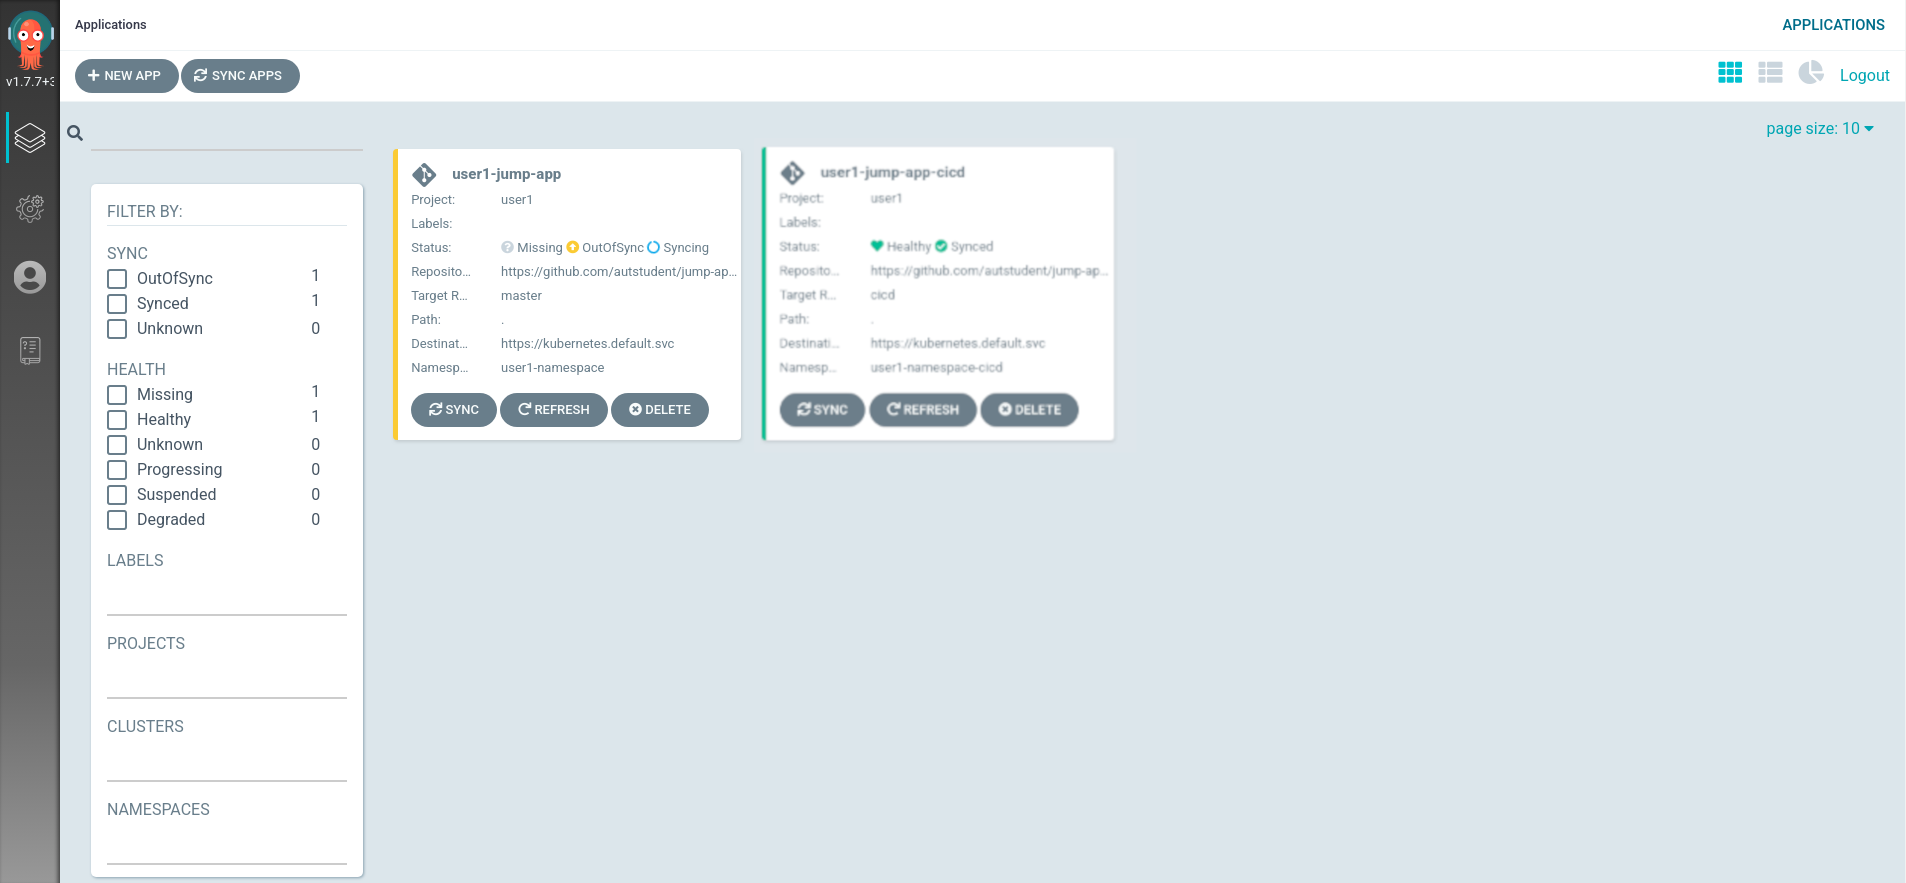 Applications
APPLICATIONS
v1.7.7+3
NEW APP
SYNC APPS
Logout
page size: 10
FILTER BY:
SYNC
OutOfSync 1
Synced 1
Unknown 0
HEALTH
Missing 1
Healthy 1
Unknown 0
Progressing 0
Suspended 0
Degraded 0
LABELS
PROJECTS
CLUSTERS
NAMESPACES
user1-jump-app
Project: user1
Labels:
Status: Missing OutOfSync Syncing
Reposito... https://github.com/autstudent/jump-ap...
Target R... master
Path: .
Destinat... https://kubernetes.default.svc
Namesp... user1-namespace
SYNC REFRESH DELETE
user1-jump-app-cicd
Project: user1
Labels:
Status: Healthy Synced
Reposito... https://github.com/autstudent/jump-ap...
Target R... cicd
Path: .
Destinati... https://kubernetes.default.svc
Namesp... user1-namespace-cicd
SYNC REFRESH DELETE